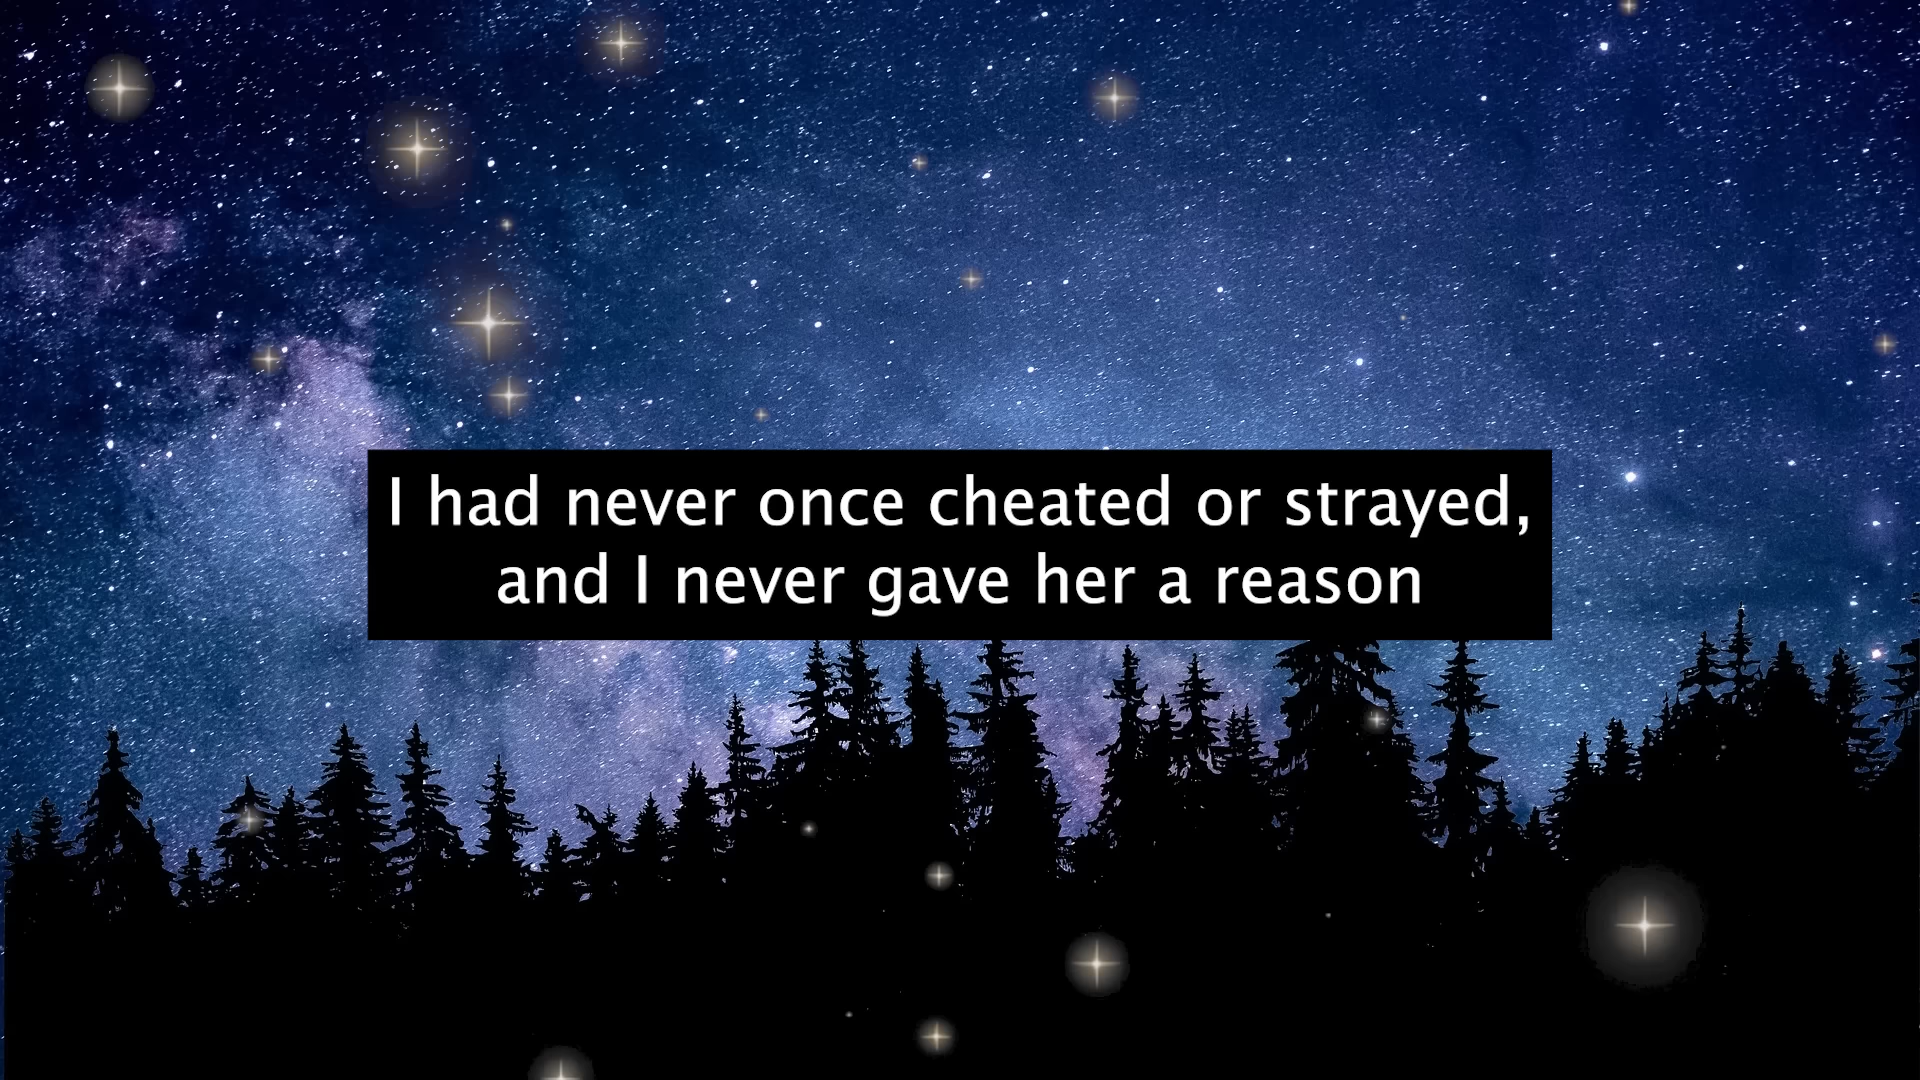 I had never once cheated or strayed,
and I never gave her a reason